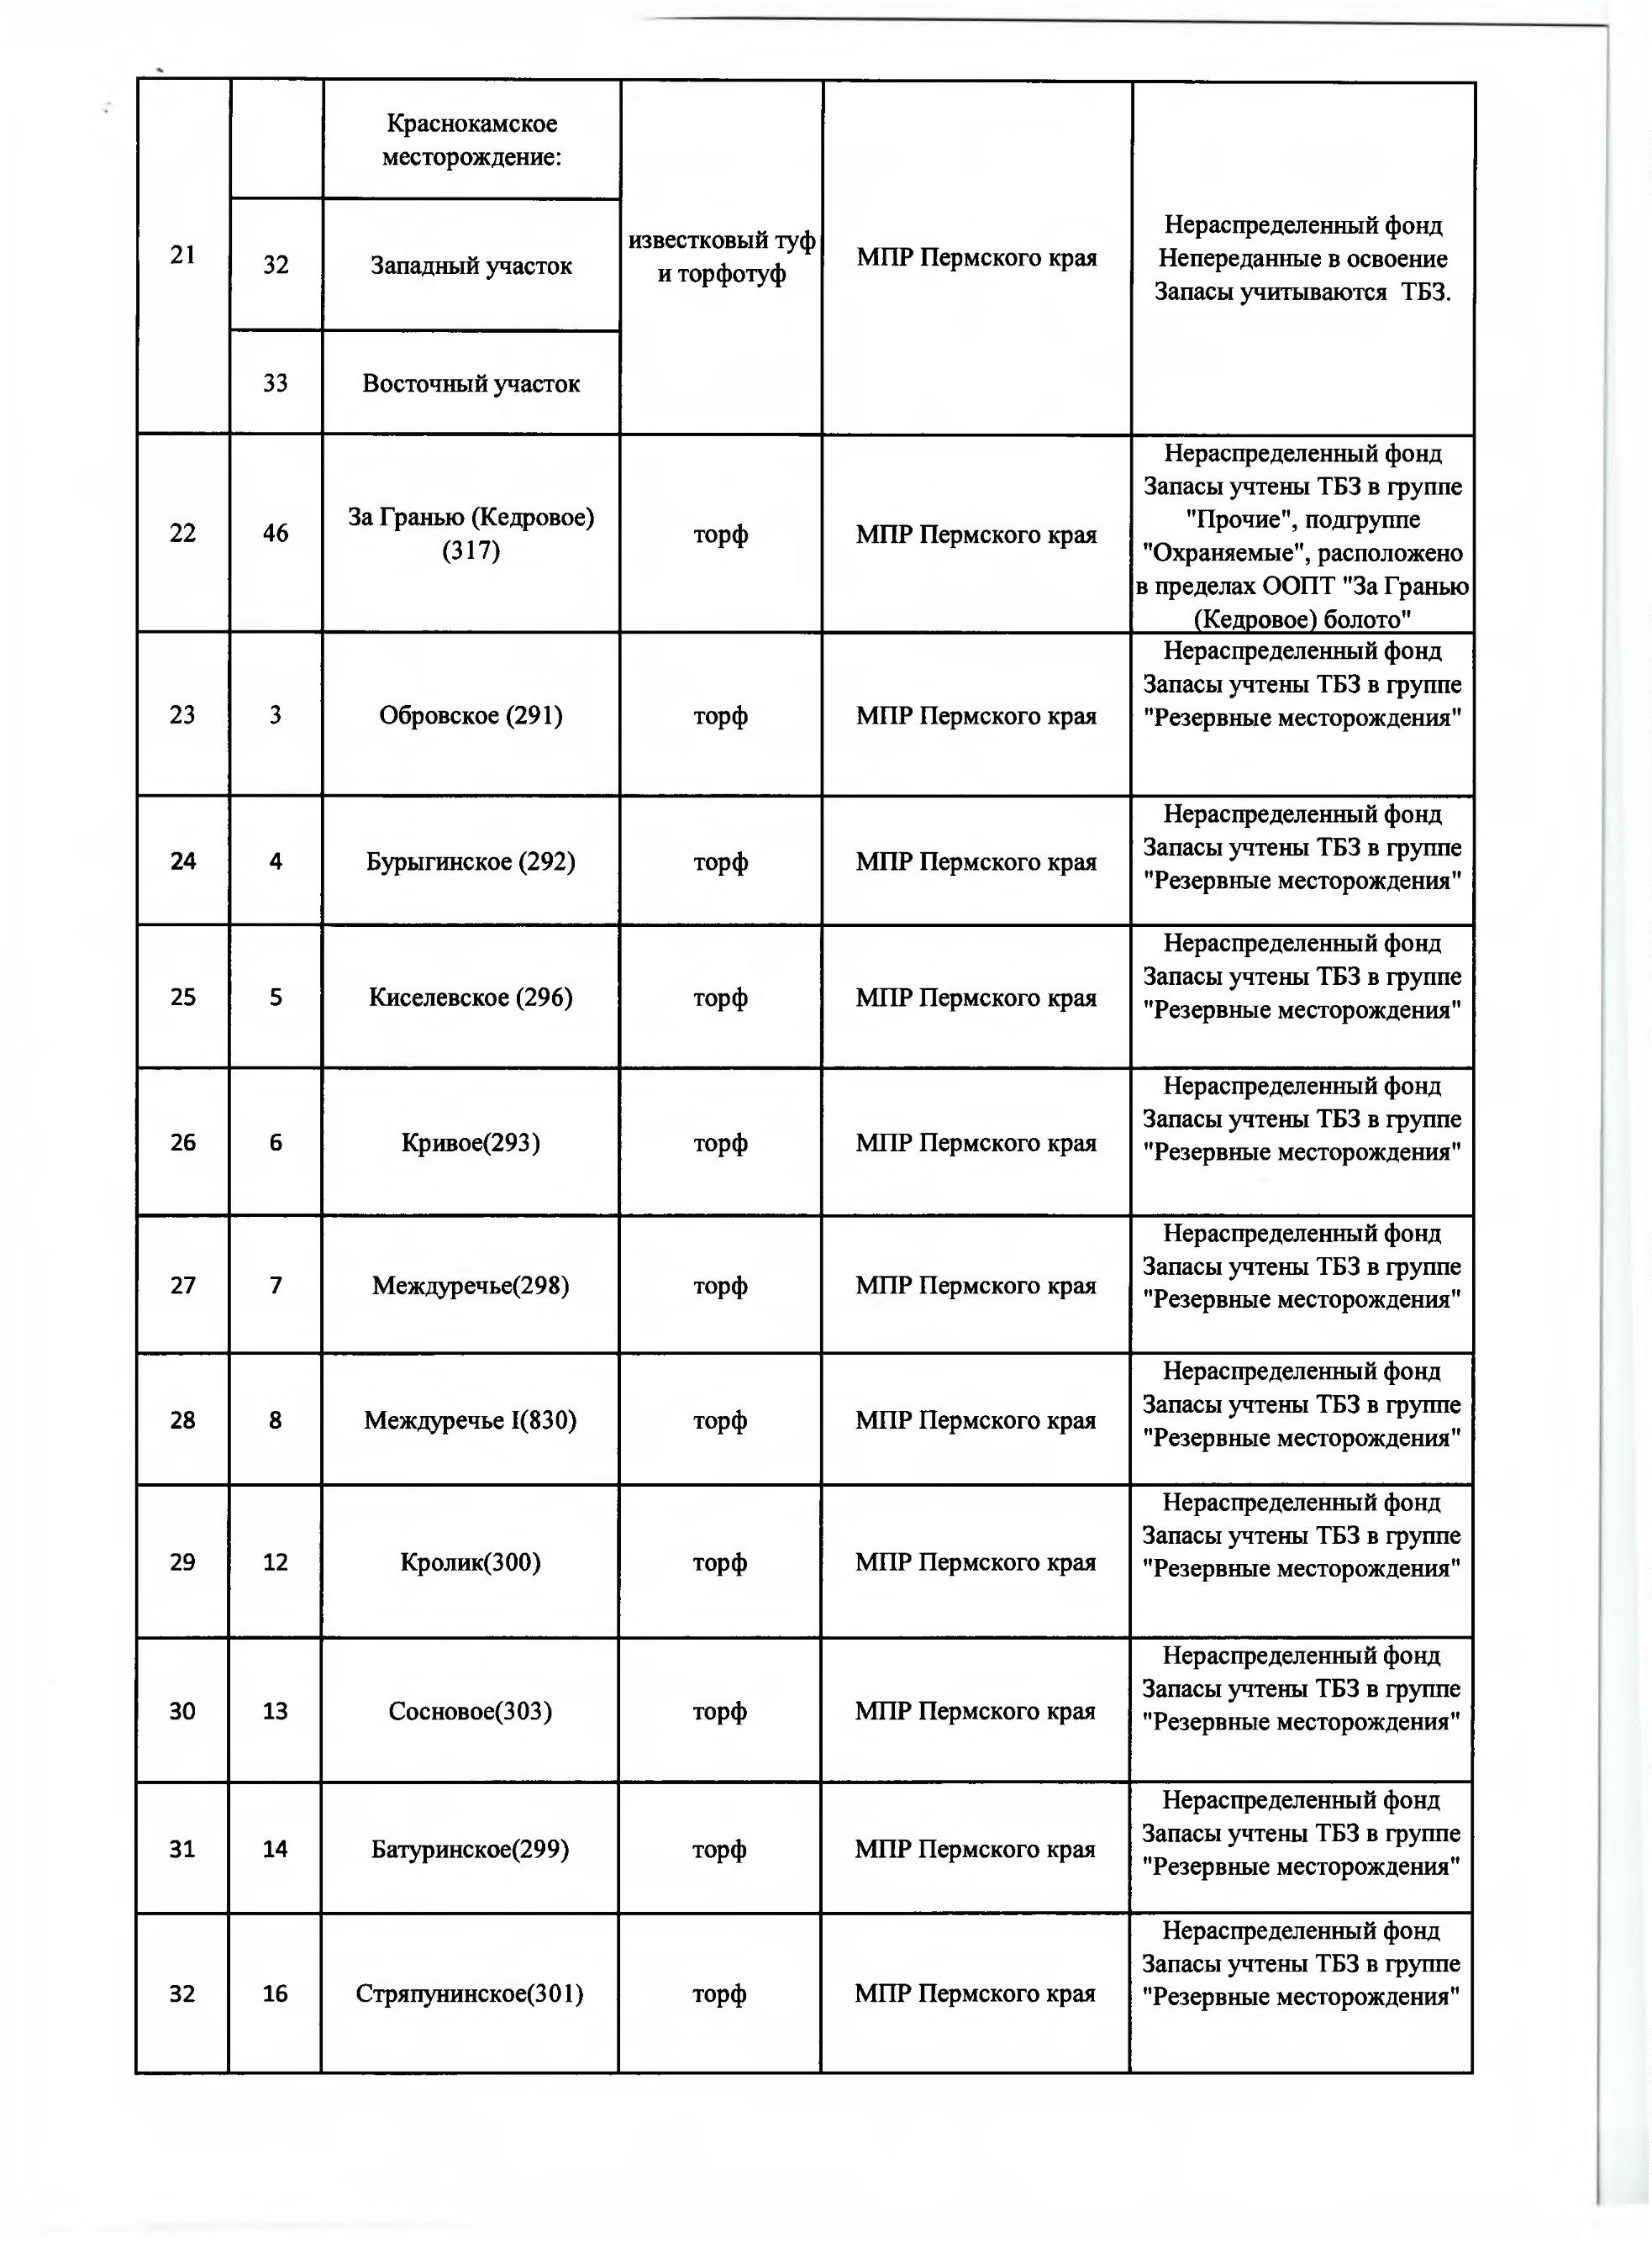 21
Краснокамское
месторождение:
32
Западный участок
33
Восточный участок
известковый туф
и торфотуф
МПР Пермского края
Нераспределенный фонд
Непереданные в освоение
Запасы учитываются ТБЗ.
22
46
За Гранью (Кедровое)
(317)
торф
МПР Пермского края
Нераспределенный фонд
Запасы учтены ТБЗ в группе
"Прочие", подгруппе
"Охраняемые", расположено
в пределах ООПТ "За Гранью
(Кедровое) болото"
23
3
Обровское (291)
торф
МПР Пермского края
Нераспределенный фонд
Запасы учтены ТБЗ в группе
"Резервные месторождения"
24
4
Бурыгинское (292)
торф
МПР Пермского края
Нераспределенный фонд
Запасы учтены ТБЗ в группе
"Резервные месторождения"
25
5
Киселевское (296)
торф
МПР Пермского края
Нераспределенный фонд
Запасы учтены ТБЗ в группе
"Резервные месторождения"
26
6
Кривое(293)
торф
МПР Пермского края
Нераспределенный фонд
Запасы учтены ТБЗ в группе
"Резервные месторождения"
27
7
Междуречье(298)
торф
МПР Пермского края
Нераспределенный фонд
Запасы учтены ТБЗ в группе
"Резервные месторождения"
28
8
Междуречье I(830)
торф
МПР Пермского края
Нераспределенный фонд
Запасы учтены ТБЗ в группе
"Резервные месторождения"
29
12
Кролик(300)
торф
МПР Пермского края
Нераспределенный фонд
Запасы учтены ТБЗ в группе
"Резервные месторождения"
30
13
Сосновое(303)
торф
МПР Пермского края
Нераспределенный фонд
Запасы учтены ТБЗ в группе
"Резервные месторождения"
31
14
Батуринское(299)
торф
МПР Пермского края
Нераспределенный фонд
Запасы учтены ТБЗ в группе
"Резервные месторождения"
32
16
Стряпунинское(301)
торф
МПР Пермского края
Нераспределенный фонд
Запасы учтены ТБЗ в группе
"Резервные месторождения"